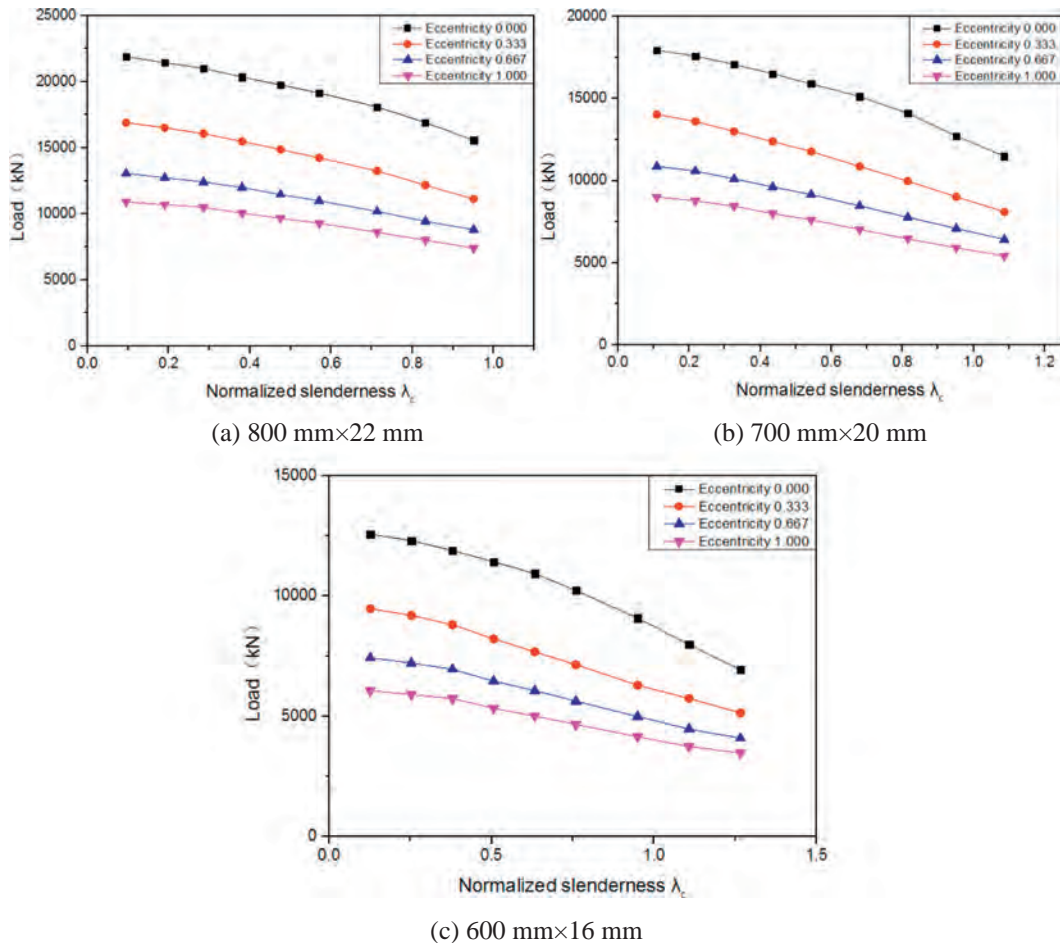 25000
20000
15000
10000
5000
0
Load (kN)
0.0 0.2 0.4 0.6 0.8 1.0
Normalized slenderness λc
Eccentricity 0.000
Eccentricity 0.333
Eccentricity 0.667
Eccentricity 1.000
(a) 800 mm×22 mm
20000
15000
10000
5000
0
Load (kN)
0.0 0.2 0.4 0.6 0.8 1.0 1.2
Normalized slenderness λc
Eccentricity 0.000
Eccentricity 0.333
Eccentricity 0.667
Eccentricity 1.000
(b) 700 mm×20 mm
15000
10000
5000
0
Load (kN)
0.0 0.5 1.0 1.5
Normalized slenderness λc
Eccentricity 0.000
Eccentricity 0.333
Eccentricity 0.667
Eccentricity 1.000
(c) 600 mm×16 mm